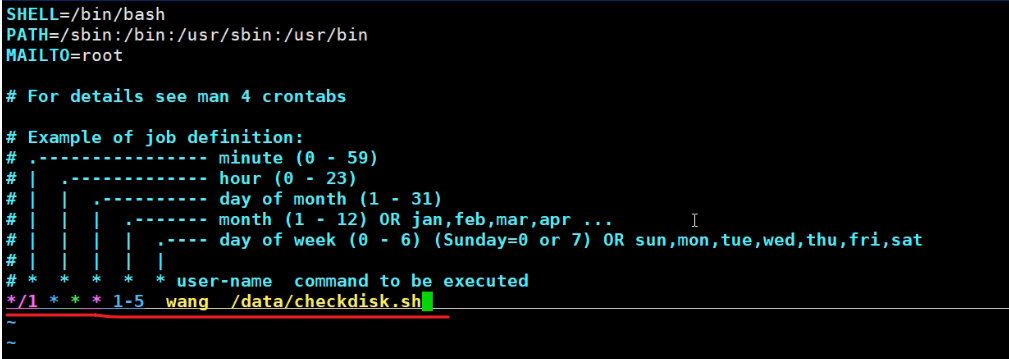 SHELL=/bin/bash
PATH=/sbin:/bin:/usr/sbin:/usr/bin
MAILTO=root
# For details see man 4 crontabs
# Example of job definition:
# .---------------- minute (0 - 59)
# |  .------------- hour (0 - 23)
# |  |  .---------- day of month (1 - 31)
# |  |  |  .------- month (1 - 12) OR jan,feb,mar,apr ...
# |  |  |  |  .---- day of week (0 - 6) (Sunday=0 or 7) OR sun,mon,tue,wed,thu,fri,sat
# |  |  |  |  |
# *  *  *  *  * user-name  command to be executed
*/1 * * * 1-5  wang  /data/checkdisk.sh
~
~